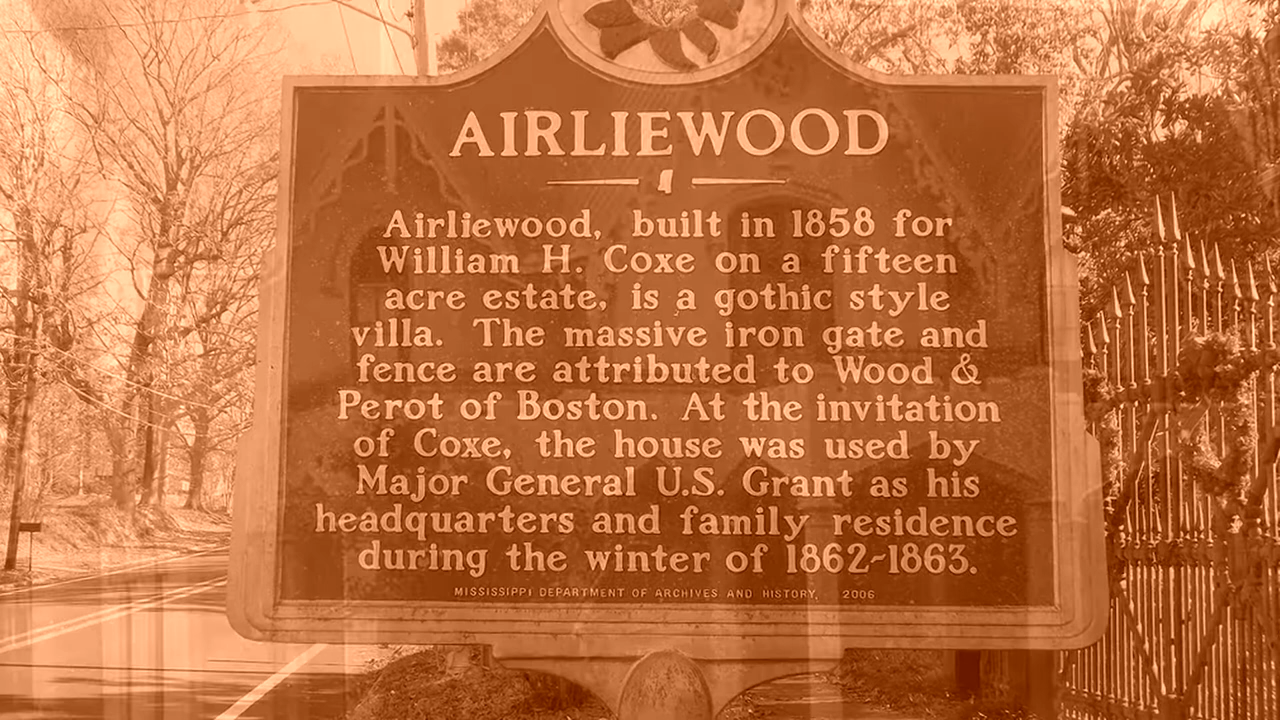 AIRLIEWOOD
Airliewood, built in 1858 for
William H. Coxe on a fifteen
acre estate, is a gothic style
villa. The massive iron gate and
fence are attributed to Wood &
Perot of Boston. At the invitation
of Coxe, the house was used by
Major General U.S. Grant as his
headquarters and family residence
during the winter of 1862-1863.
MISSISSIPPI DEPARTMENT OF ARCHIVES AND HISTORY, 2006